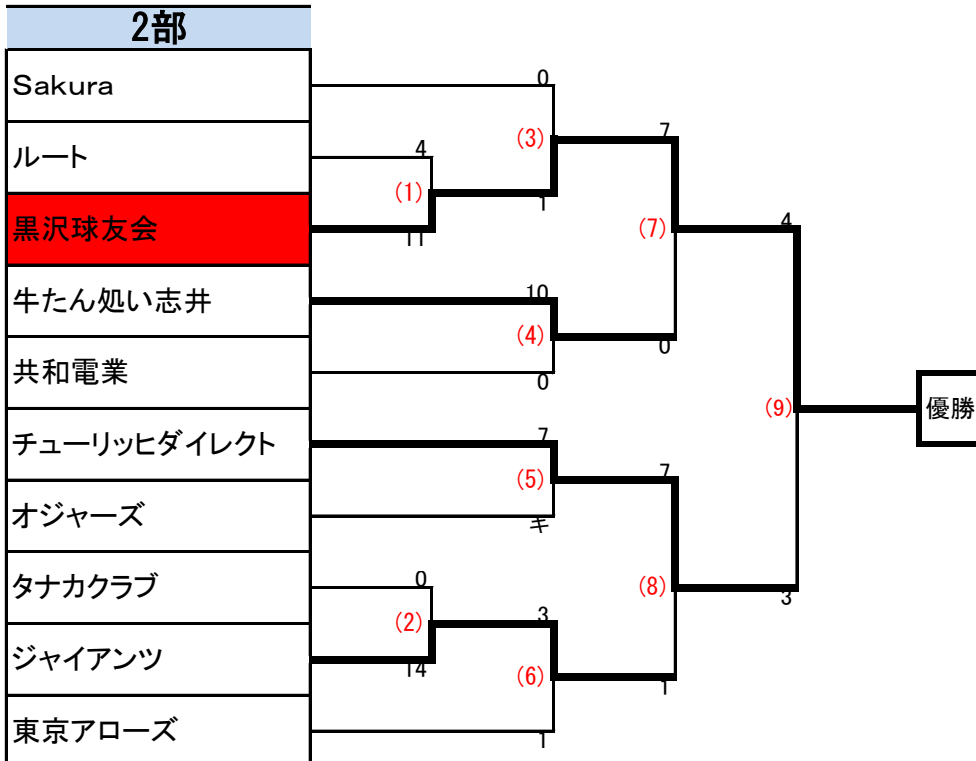 2部
Sakura
0
(3)
7
ルート
4
(1)
1
黒沢球友会
11
(7)
4
牛たん処い志井
10
(4)
0
共和電業
0
(9)
優勝
チューリッヒダイレクト
7
(5)
7
オジャーズ
キ
タナカクラブ
0
(8)
3
(2)
3
ジャイアンツ
14
(6)
1
東京アローズ
1